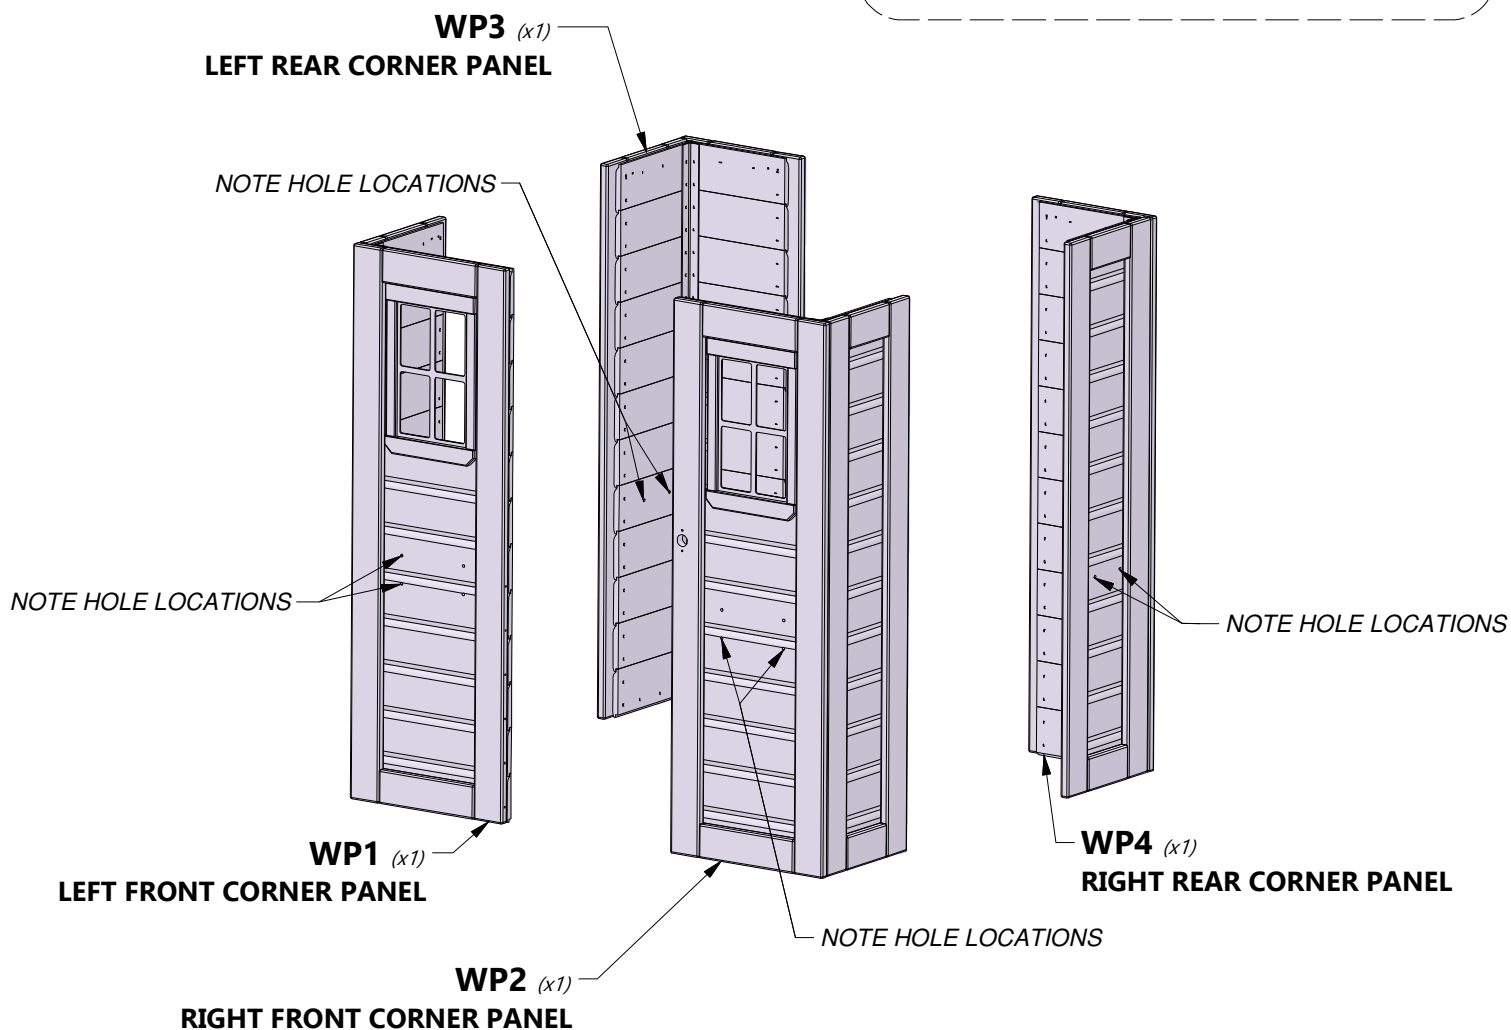 WP3 (x1)
LEFT REAR CORNER PANEL
NOTE HOLE LOCATIONS
NOTE HOLE LOCATIONS
NOTE HOLE LOCATIONS
WP1 (x1)
LEFT FRONT CORNER PANEL
WP4 (x1)
RIGHT REAR CORNER PANEL
NOTE HOLE LOCATIONS
WP2 (x1)
RIGHT FRONT CORNER PANEL